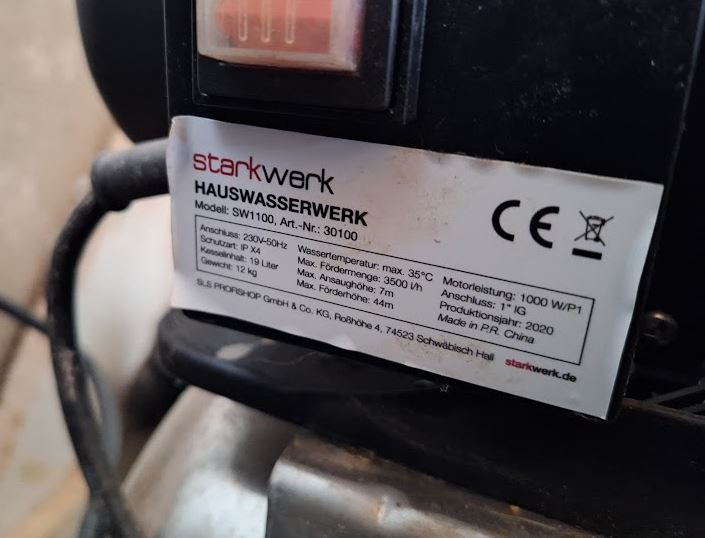 starkwerk
HAUSWASSERWERK
Modell: SW1100, Art.-Nr.: 30100
Anschluss: 230V~50Hz
Schutzart: IP X4
Kesselinhalt: 19 Liter
Gewicht: 12 kg
Wassertemperatur: max. 35°C
Max. Fördermenge: 3500 l/h
Max. Ansaughöhe: 7m
Max. Förderhöhe: 44m
Motorleistung: 1000 W/P1
Anschluss: 1" IG
Produktionsjahr: 2020
Made in P.R. China
CE
SLS PROFISHOP GmbH & Co. KG, Roßhöhe 4, 74523 Schwäbisch Hall starkwerk.de